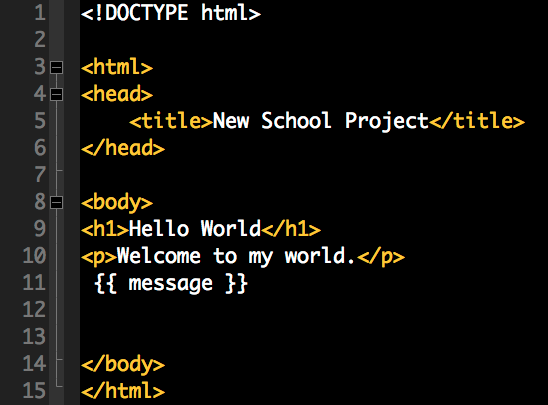 1 <!DOCTYPE html>
2
3 <html>
4 <head>
5     <title>New School Project</title>
6 </head>
7
8 <body>
9 <h1>Hello World</h1>
10 <p>Welcome to my world.</p>
11  {{ message }}
12
13
14 </body>
15 </html>